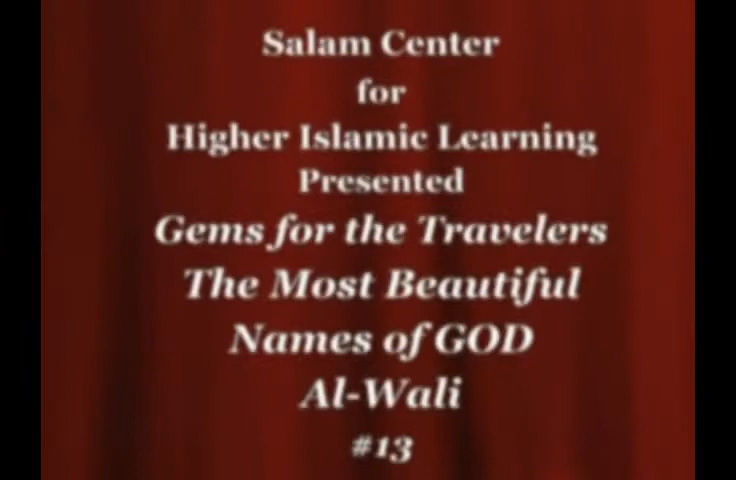 Salam Center
for
Higher Islamic Learning
Presented
Gems for the Travelers
The Most Beautiful
Names of GOD
Al-Wali
#13